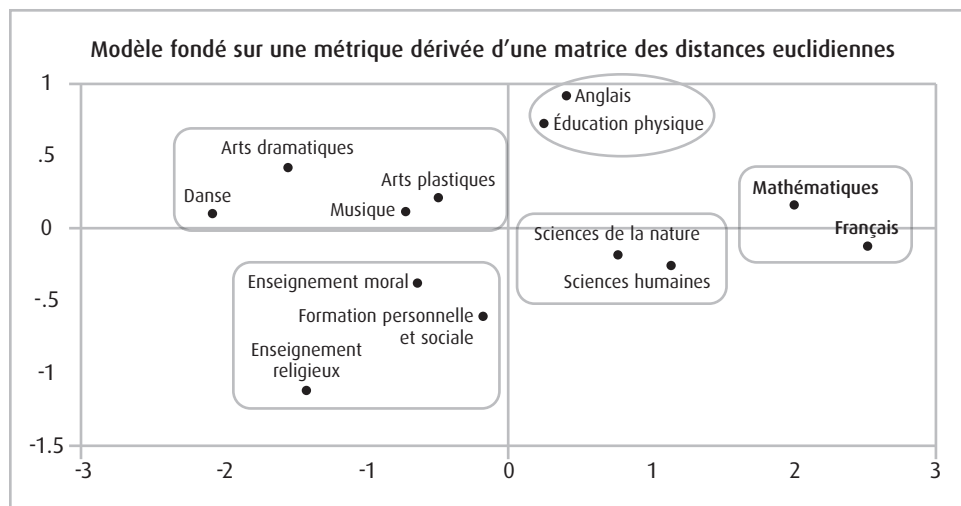 Modèle fondé sur une métrique dérivée d'une matrice des distances euclidiennes
1
Anglais
Éducation physique
.5
Arts dramatiques
Arts plastiques
Mathématiques
Danse
Musique
0
Français
Sciences de la nature
Sciences humaines
Enseignement moral
-.5
Formation personnelle
et sociale
Enseignement
religieux
-1
-1.5
-3 -2 -1 0 1 2 3